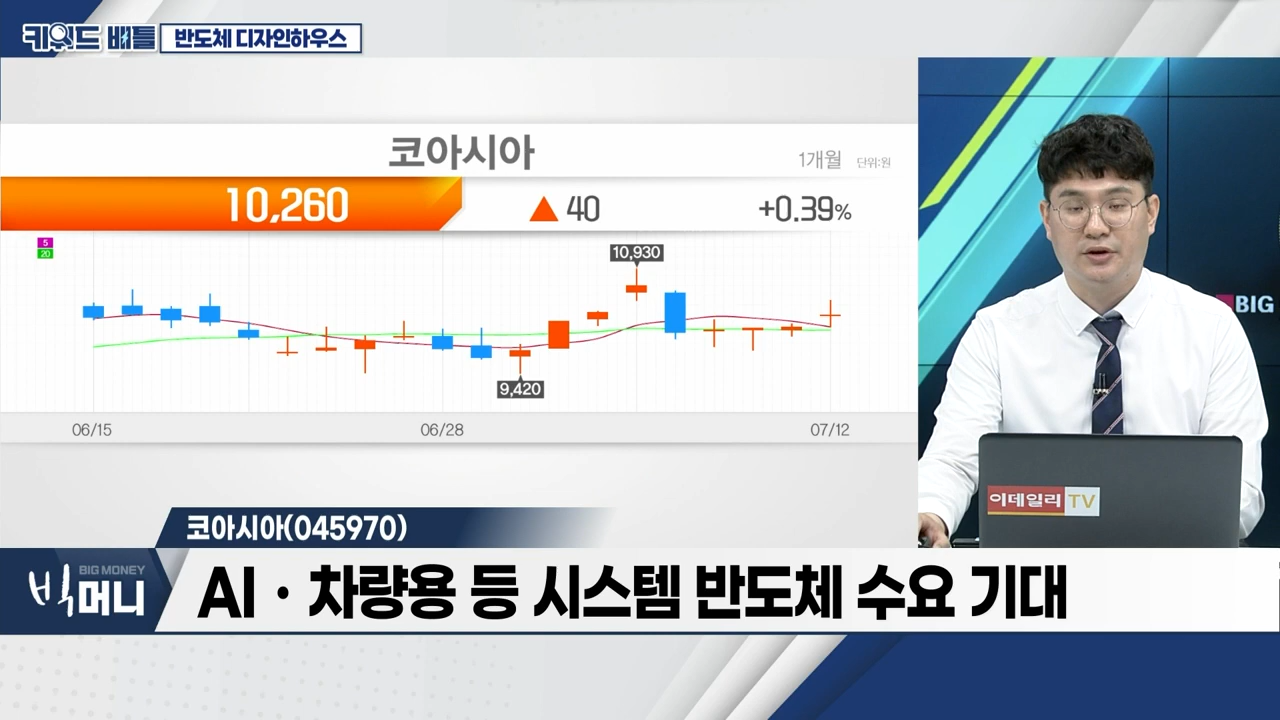 키워드 배틀 반도체 디자인하우스
코아시아
1개월 단위:원
10,260 ▲ 40 +0.39%
5
20
10,930
9,420
06/15 06/28 07/12
BIG
이데일리 TV
코아시아(045970)
BIG MONEY
빅머니
AI · 차량용 등 시스템 반도체 수요 기대